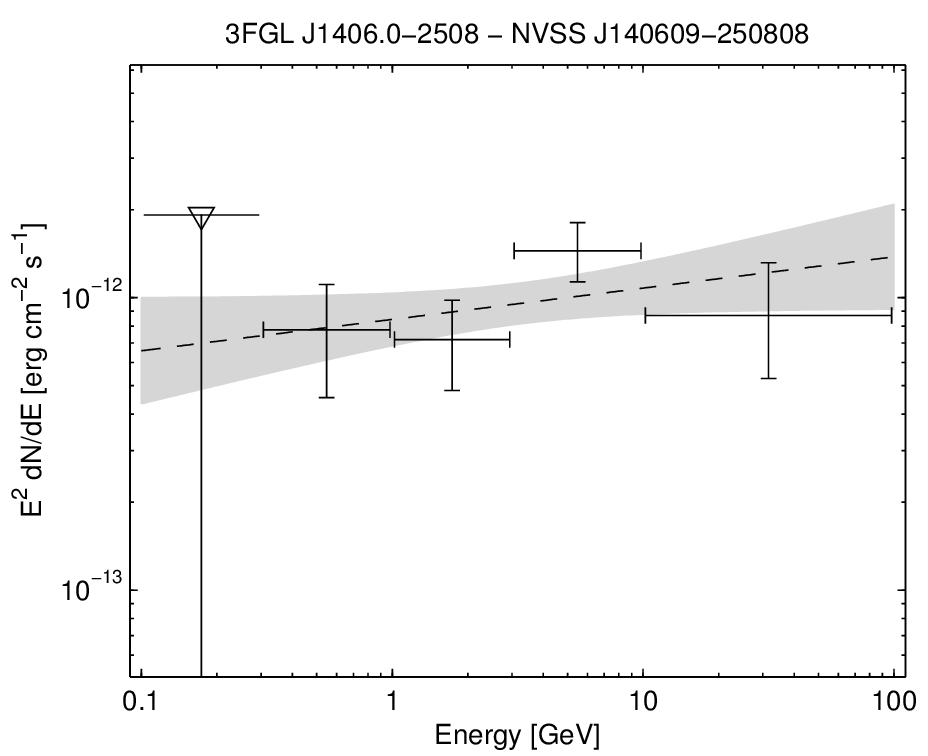 3FGL J1406.0−2508 − NVSS J140609−250808
E² dN/dE [erg cm⁻² s⁻¹]
10⁻¹²
10⁻¹³
0.1 1 10 100
Energy [GeV]